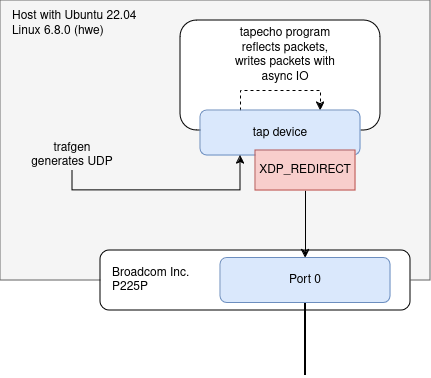 Host with Ubuntu 22.04
Linux 6.8.0 (hwe)
tapecho program
reflects packets,
writes packets with
async IO
tap device
trafgen
generates UDP
XDP_REDIRECT
Broadcom Inc.
P225P
Port 0